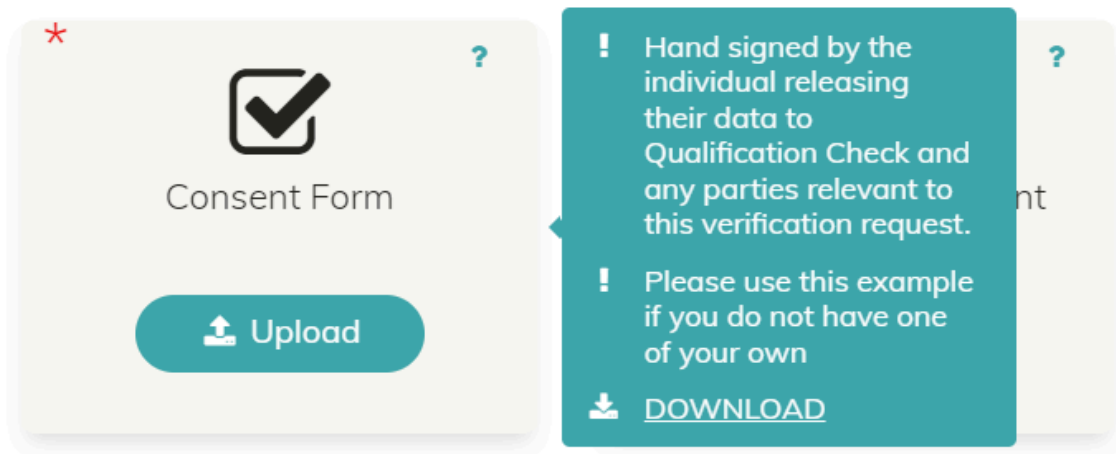 *
?
Consent Form
Upload
! Hand signed by the
individual releasing
their data to
Qualification Check and
any parties relevant to
this verification request.
! Please use this example
if you do not have one
of your own
DOWNLOAD
?
nt